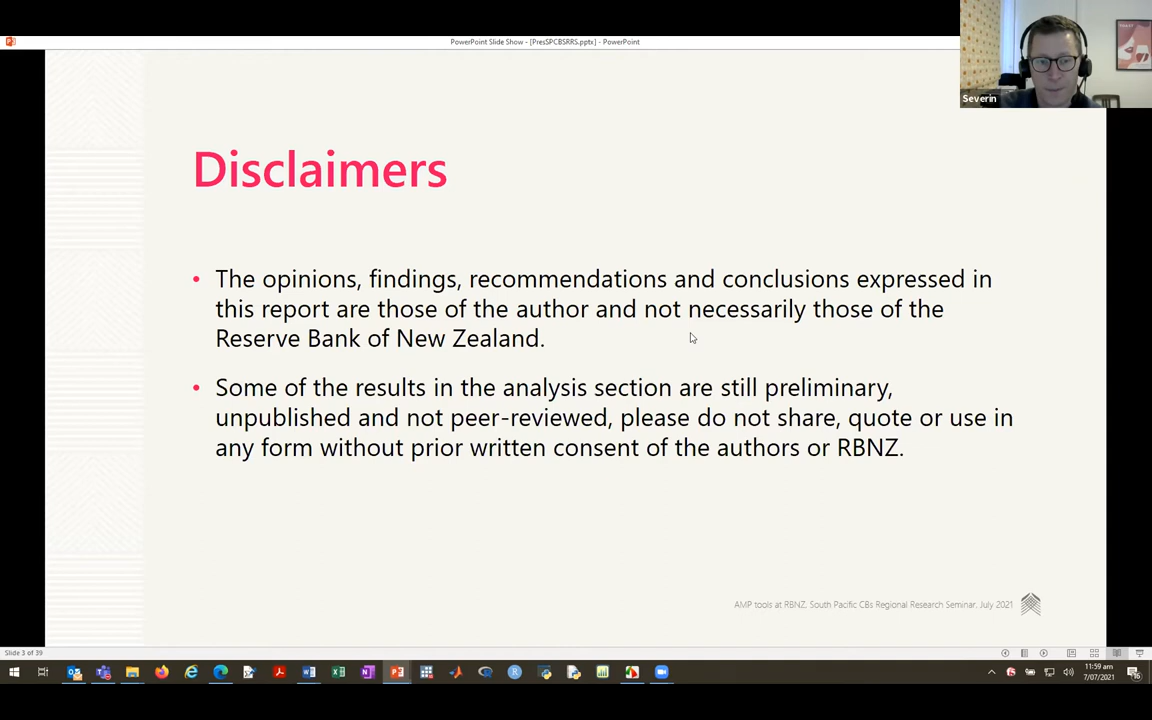 PowerPoint Slide Show - [PresSPCBSRRS.pptx] - PowerPoint
Severin
Disclaimers
• The opinions, findings, recommendations and conclusions expressed in
this report are those of the author and not necessarily those of the
Reserve Bank of New Zealand.
• Some of the results in the analysis section are still preliminary,
unpublished and not peer-reviewed, please do not share, quote or use in
any form without prior written consent of the authors or RBNZ.
AMP tools at RBNZ, South Pacific CBs Regional Research Seminar, July 2021
Slide 3 of 39
11:59 am
7/07/2021